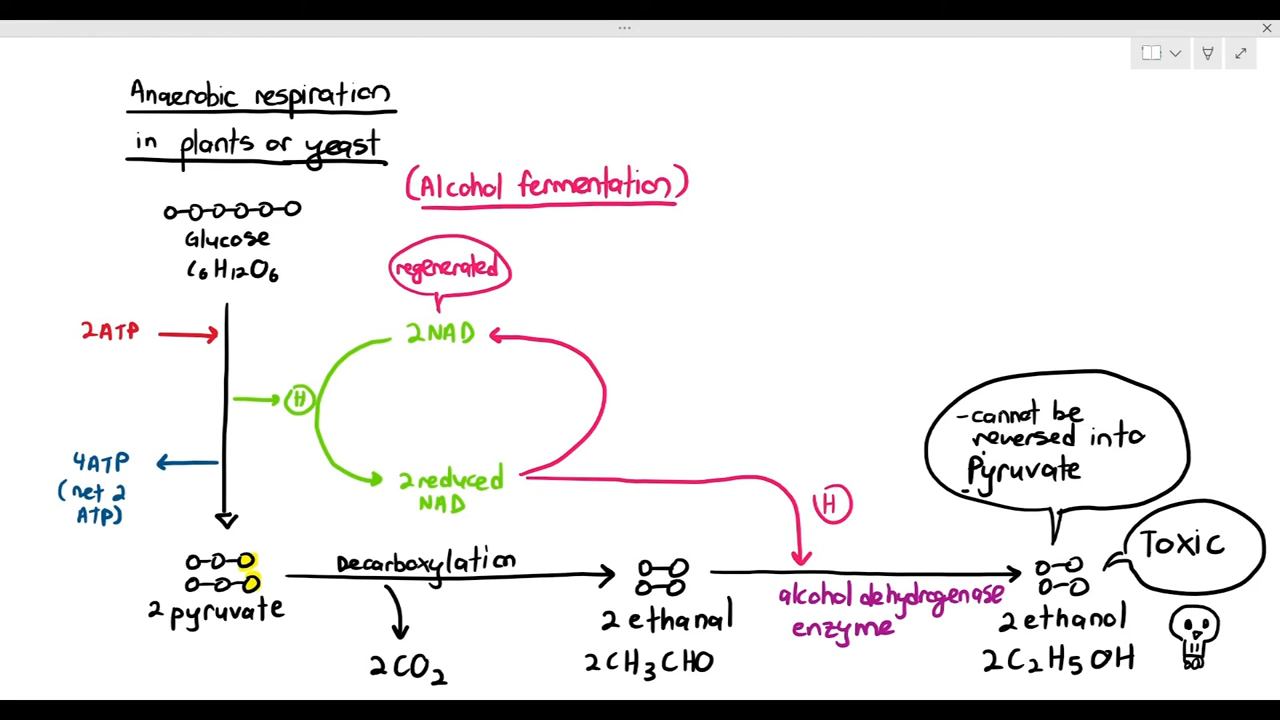 Anaerobic respiration
in plants or yeast
(Alcohol fermentation)
Glucose
C6H12O6
regenerated
2ATP
2NAD
H
4ATP
(net 2
ATP)
2 reduced
NAD
H
-cannot be
reversed into
Pyruvate
-
Toxic
Decarboxylation
2 pyruvate
2CO2
2 ethanal
2CH3CHO
alcohol dehydrogenase
enzyme
2 ethanol
2C2H5OH